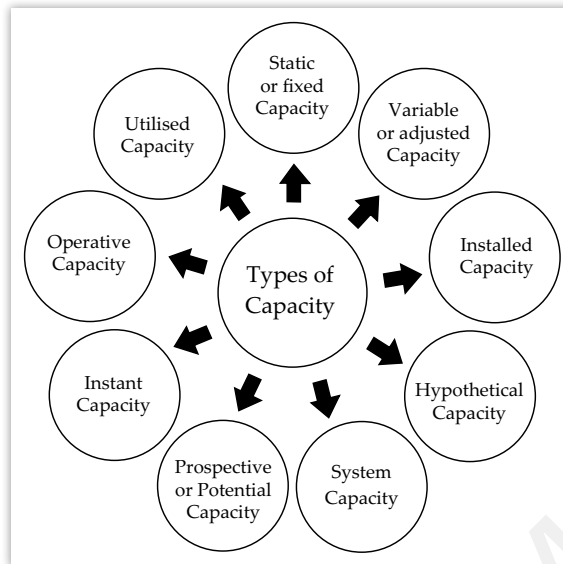 Types of
Capacity
Static
or fixed
Capacity
Variable
or adjusted
Capacity
Installed
Capacity
Hypothetical
Capacity
System
Capacity
Prospective
or Potential
Capacity
Instant
Capacity
Operative
Capacity
Utilised
Capacity